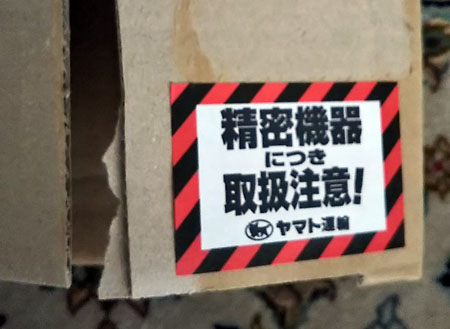 精密機器
につき
取扱注意!
ヤマト運輸